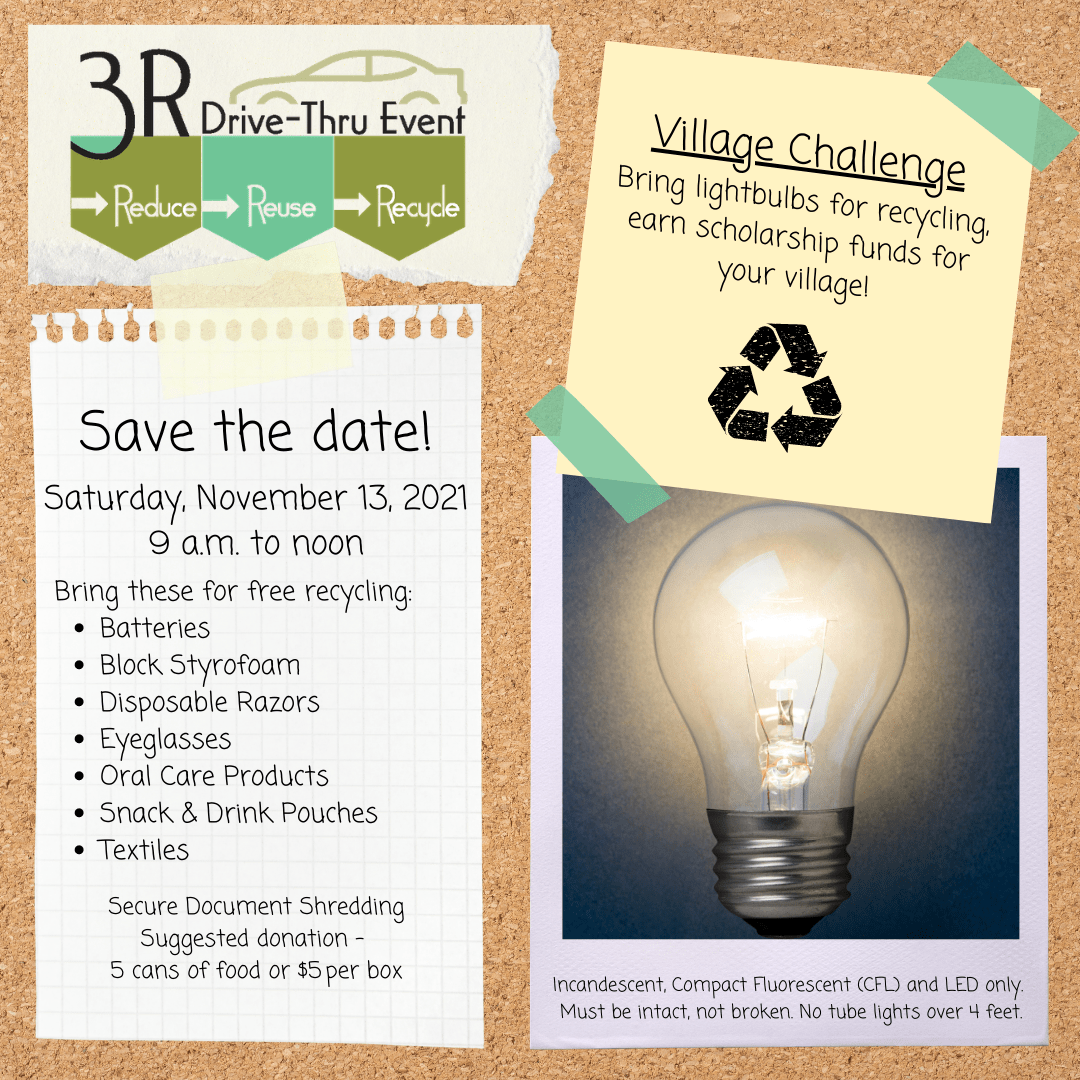 3R Drive-Thru Event
Reduce Reuse Recycle
Village Challenge
Bring lightbulbs for recycling,
earn scholarship funds for
your village!
Save the date!
Saturday, November 13, 2021
9 a.m. to noon
Bring these for free recycling:
• Batteries
• Block Styrofoam
• Disposable Razors
• Eyeglasses
• Oral Care Products
• Snack & Drink Pouches
• Textiles
Secure Document Shredding
Suggested donation -
5 cans of food or $5 per box
Incandescent, Compact Fluorescent (CFL) and LED only.
Must be intact, not broken. No tube lights over 4 feet.